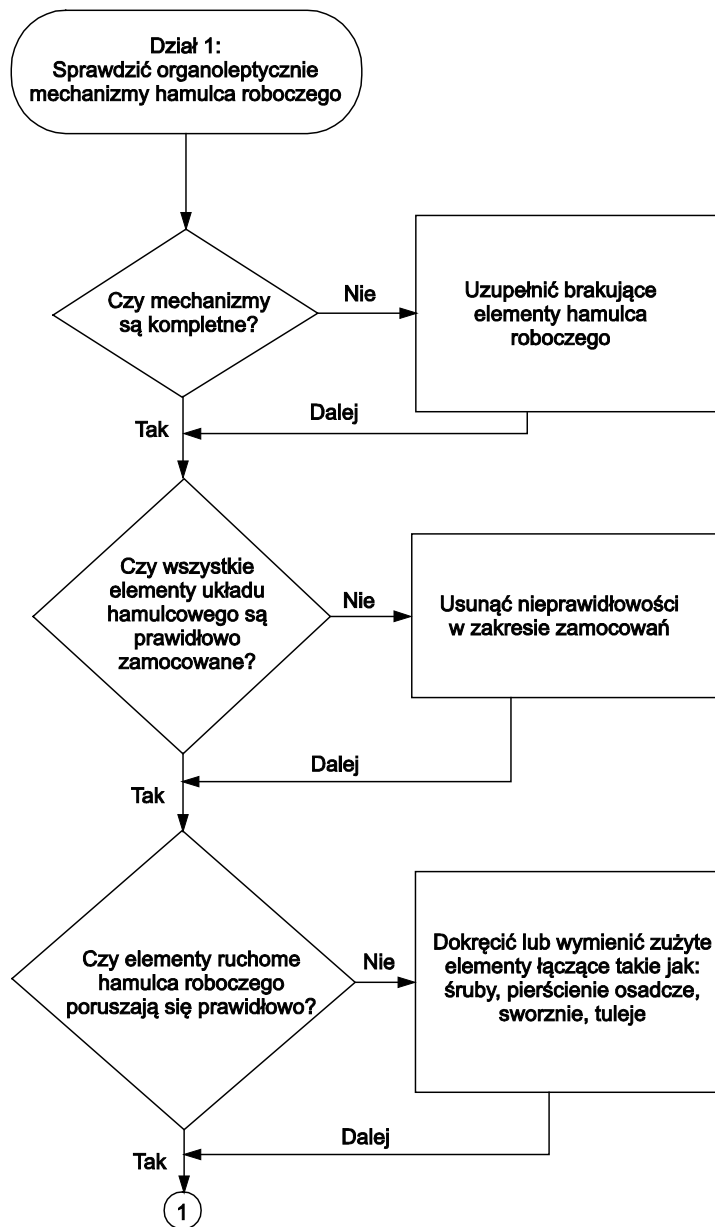 Dział 1:
Sprawdzić organoleptycznie
mechanizmy hamulca roboczego
Czy mechanizmy
są kompletne?
Nie
Uzupełnić brakujące
elementy hamulca
roboczego
Tak
Dalej
Czy wszystkie
elementy układu
hamulcowego są
prawidłowo
zamocowane?
Nie
Usunąć nieprawidłowości
w zakresie zamocowań
Tak
Dalej
Czy elementy ruchome
hamulca roboczego
poruszają się prawidłowo?
Nie
Dokręcić lub wymienić zużyte
elementy łączące takie jak:
śruby, pierścienie osadcze,
sworznie, tuleje
Tak
Dalej
1